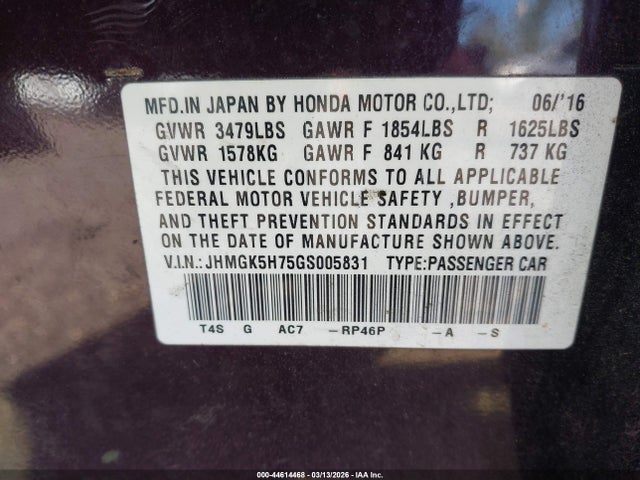 MFD.IN JAPAN BY HONDA MOTOR CO.,LTD; 06/'16
GVWR 3479LBS GAWR F 1854LBS R 1625LBS
GVWR 1578KG GAWR F 841 KG R 737 KG
THIS VEHICLE CONFORMS TO ALL APPLICABLE
FEDERAL MOTOR VEHICLE SAFETY ,BUMPER,
AND THEFT PREVENTION STANDARDS IN EFFECT
ON THE DATE OF MANUFACTURE SHOWN ABOVE.
V.I.N.: JHMGK5H75GS005831 TYPE:PASSENGER CAR
T4S G AC7 -RP46P -A -S
000-44614468 - 03/13/2026 - IAA Inc.